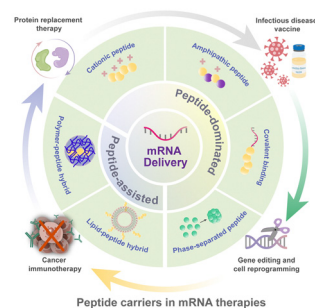 Protein replacement
therapy
Infectious disease
vaccine
Cationic peptide
Amphipathic peptide
Polymer-peptide hybrid
Covalent binding
Peptide-assisted
Peptide-dominated
mRNA
Delivery
Lipid-peptide hybrid
Phase-separated peptide
Cancer
immunotherapy
Gene editing and
cell reprogramming
Peptide carriers in mRNA therapies